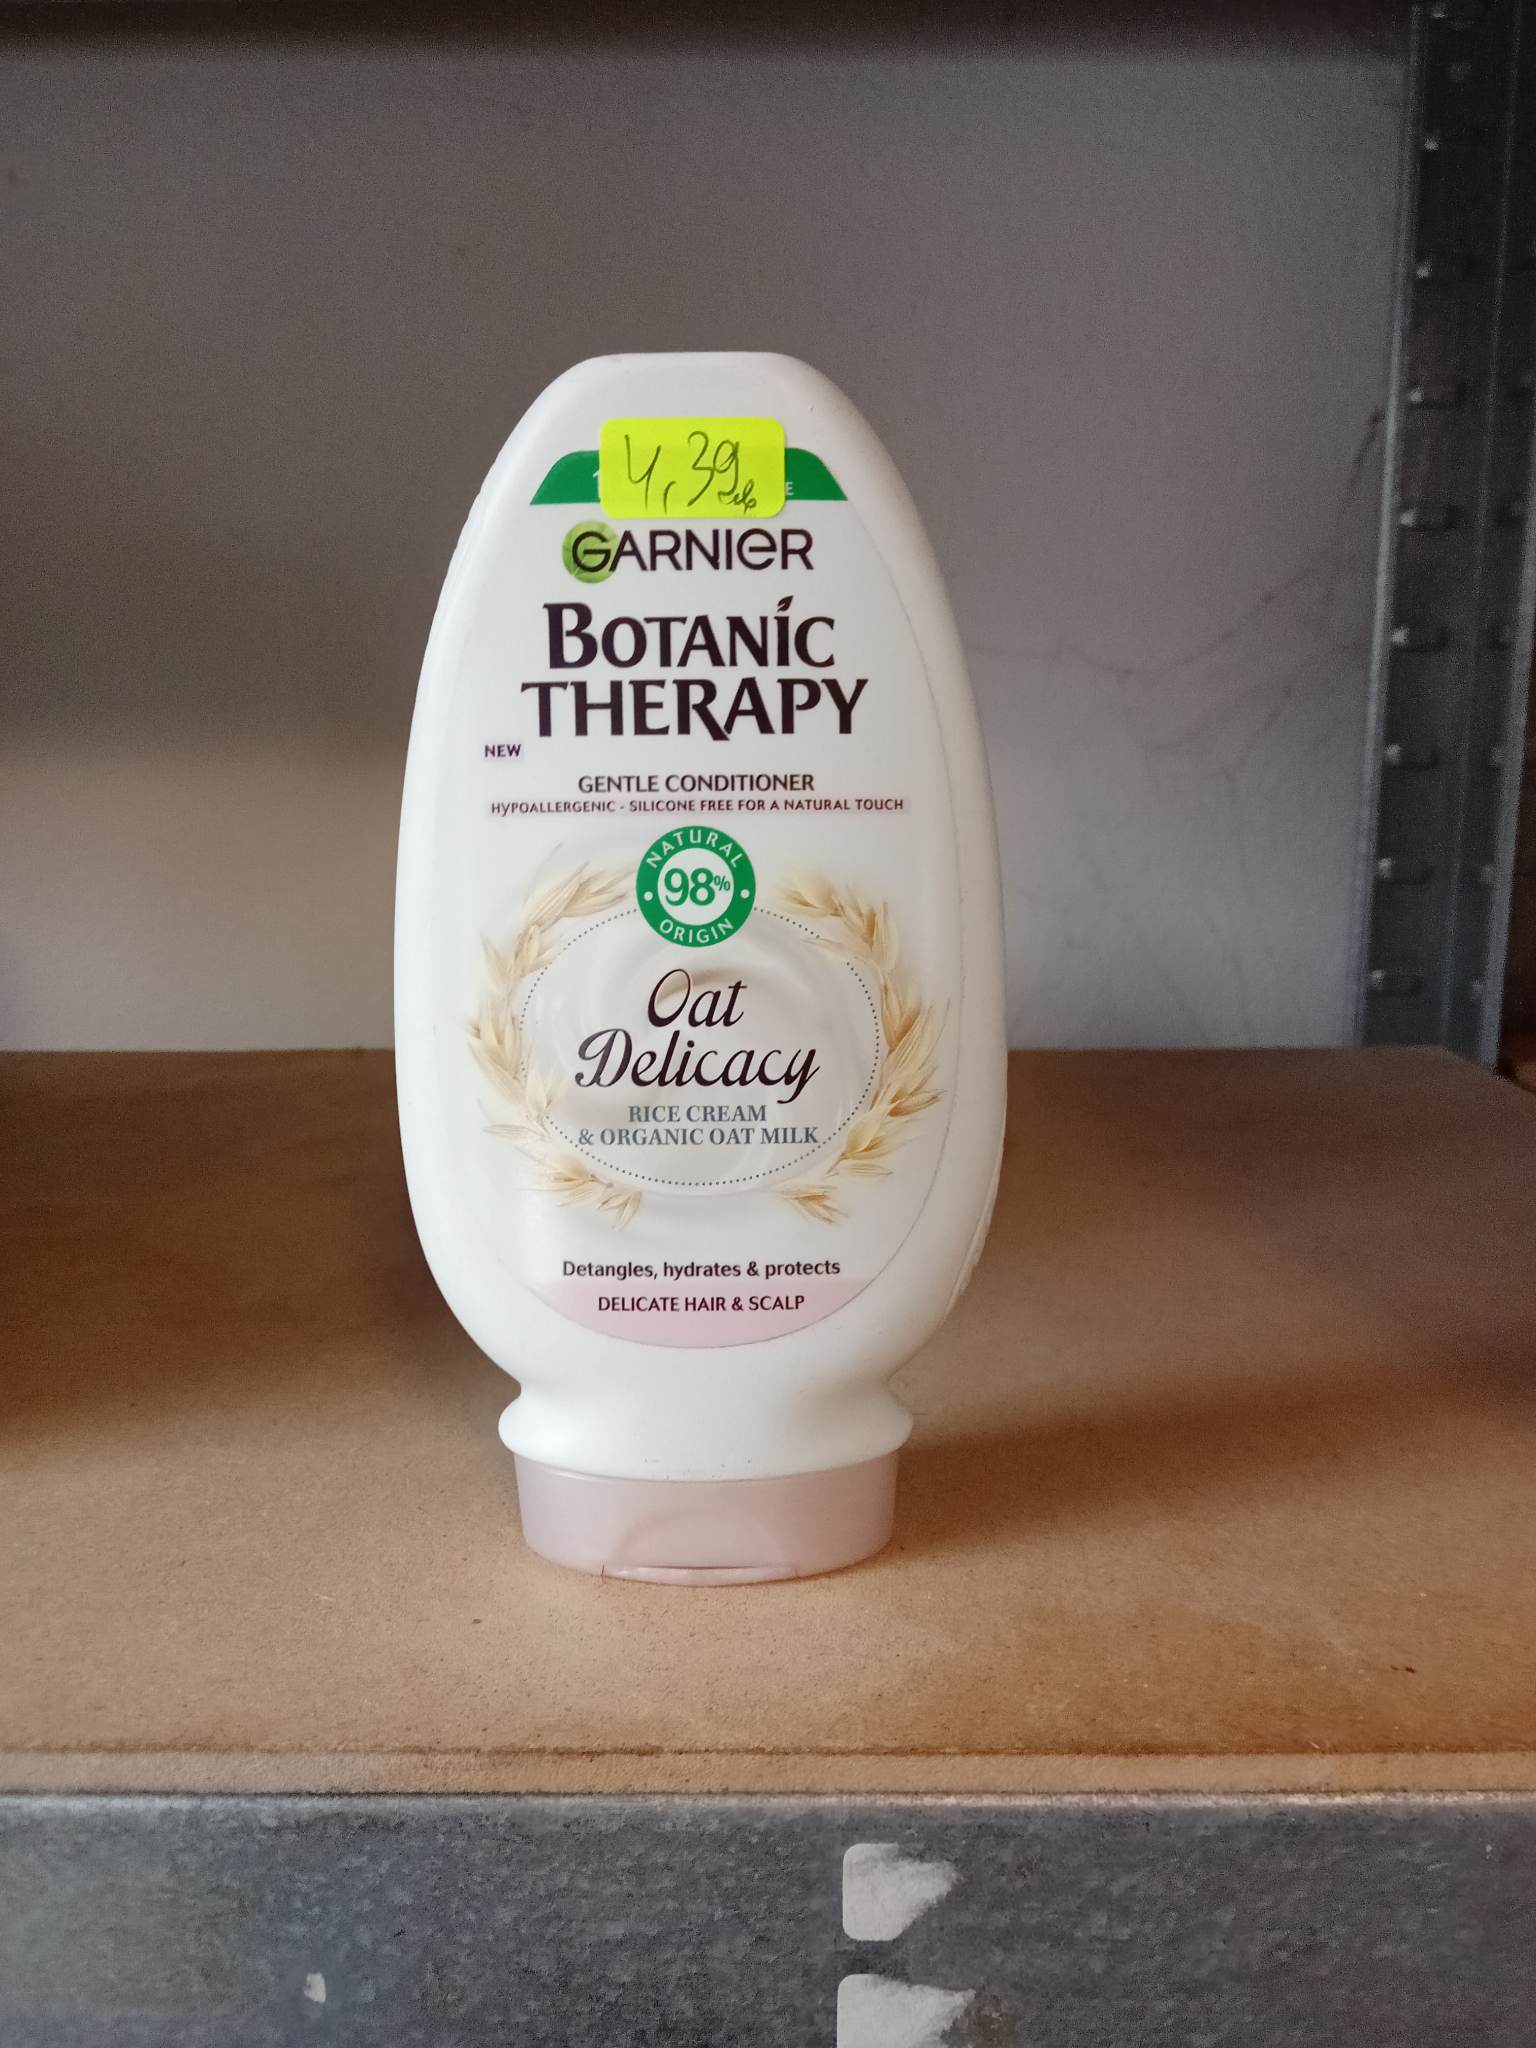 4,39
GARNIER
BOTANIC
THERAPY
NEW
GENTLE CONDITIONER
HYPOALLERGENIC - SILICONE FREE FOR A NATURAL TOUCH
NATURAL
98%
ORIGIN
Oat
Delicacy
RICE CREAM
& ORGANIC OAT MILK
Detangles, hydrates & protects
DELICATE HAIR & SCALP